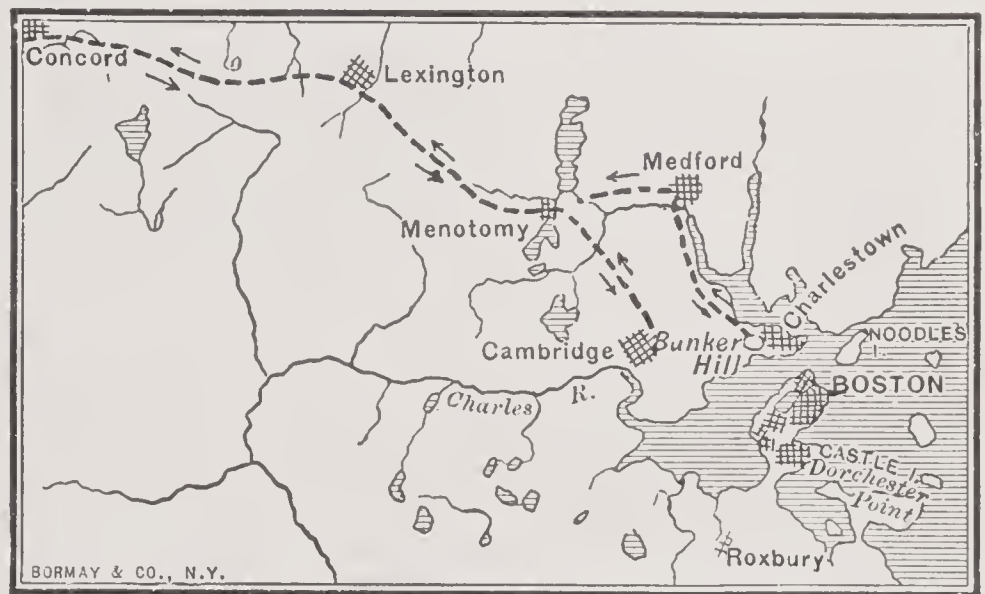 Concord
Lexington
Medford
Menotomy
Charlestown
Cambridge
Bunker
Hill
NOODLES
I.
BOSTON
Charles R.
CASTLE I.
Dorchester
Point
Roxbury
BORMAY & CO., N.Y.